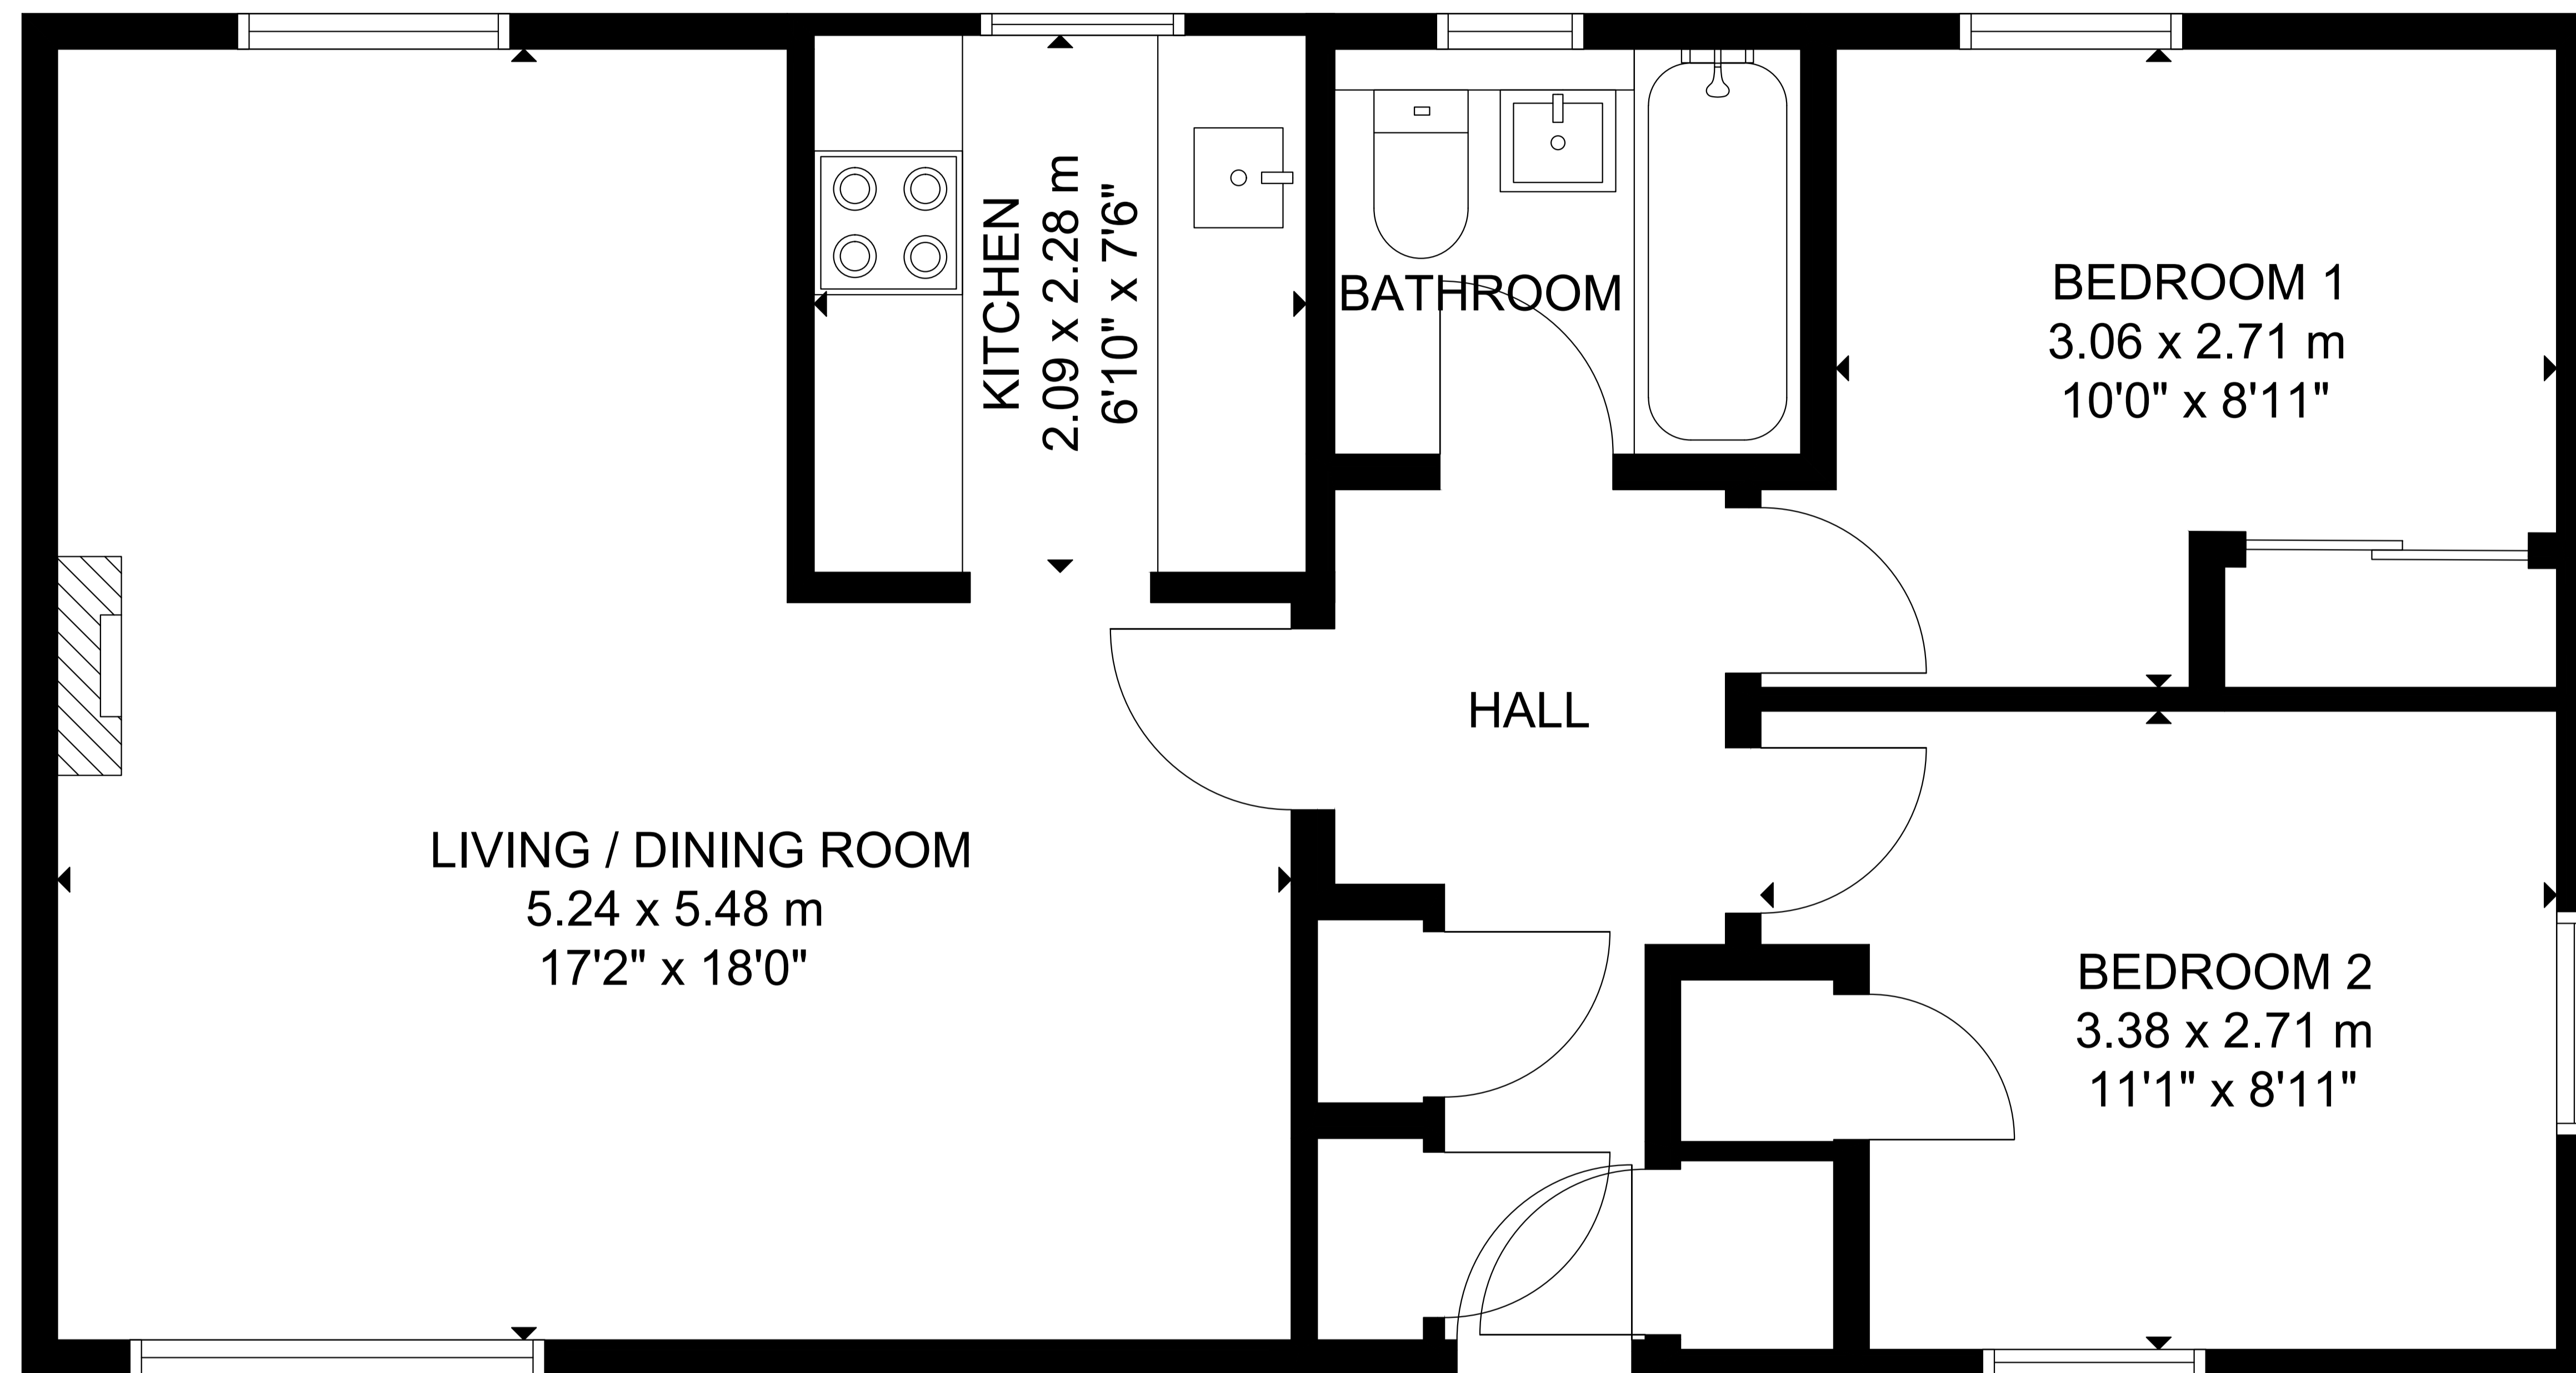 KITCHEN
2.09 x 2.28 m
6'10" x 7'6"
BATHROOM
BEDROOM 1
3.06 x 2.71 m
10'0" x 8'11"
HALL
LIVING / DINING ROOM
5.24 x 5.48 m
17'2" x 18'0"
BEDROOM 2
3.38 x 2.71 m
11'1" x 8'11"